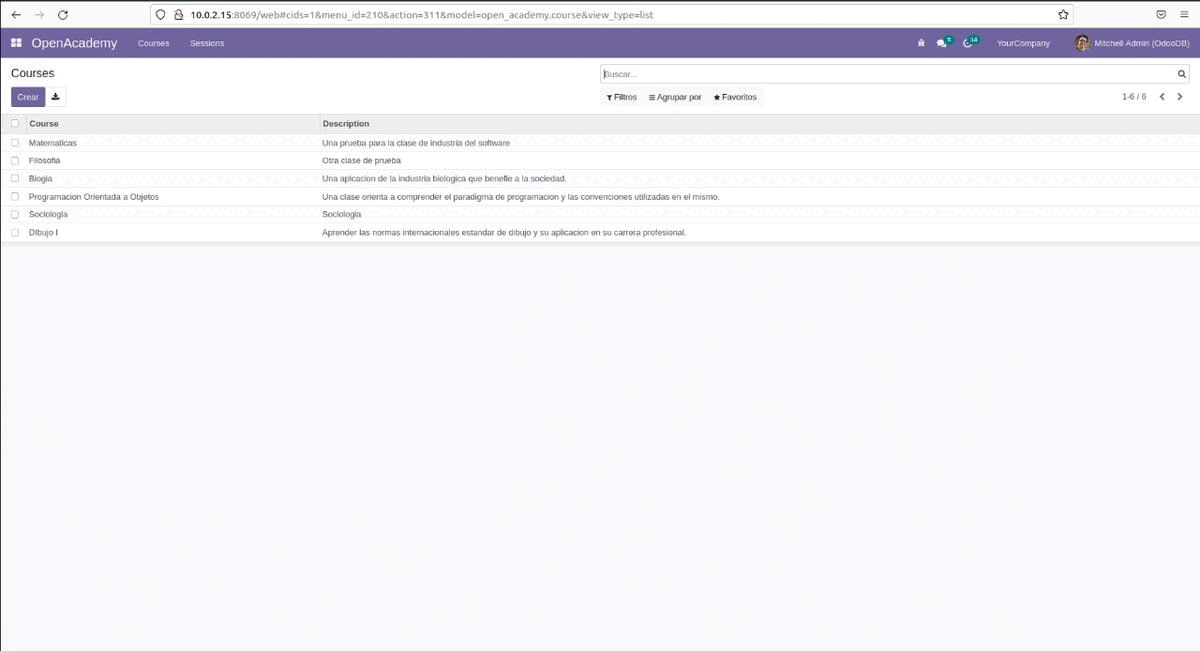 10.0.2.15:8069/web#cids=1&menu_id=210&action=311&model=open_academy.course&view_type=list
OpenAcademy Courses Sessions 5 14 YourCompany Mitchell Admin (OdooDB)
Courses Buscar...
Crear Filtros Agrupar por Favoritos 1-6 / 6
Course Description
Matematicas Una prueba para la clase de industria del software
Filosofia Otra clase de prueba
Biogia Una aplcacion de la industria biologica que benefie a la sociedad.
Programacion Orientada a Objetos Una clase orienta a comprender el paradigma de programacion y las convenciones utilizadas en el mismo.
Sociologia Sociologia
DIbujo I Aprender las normas internacionales estandar de dibujo y su aplicacion en su carrera profesional.